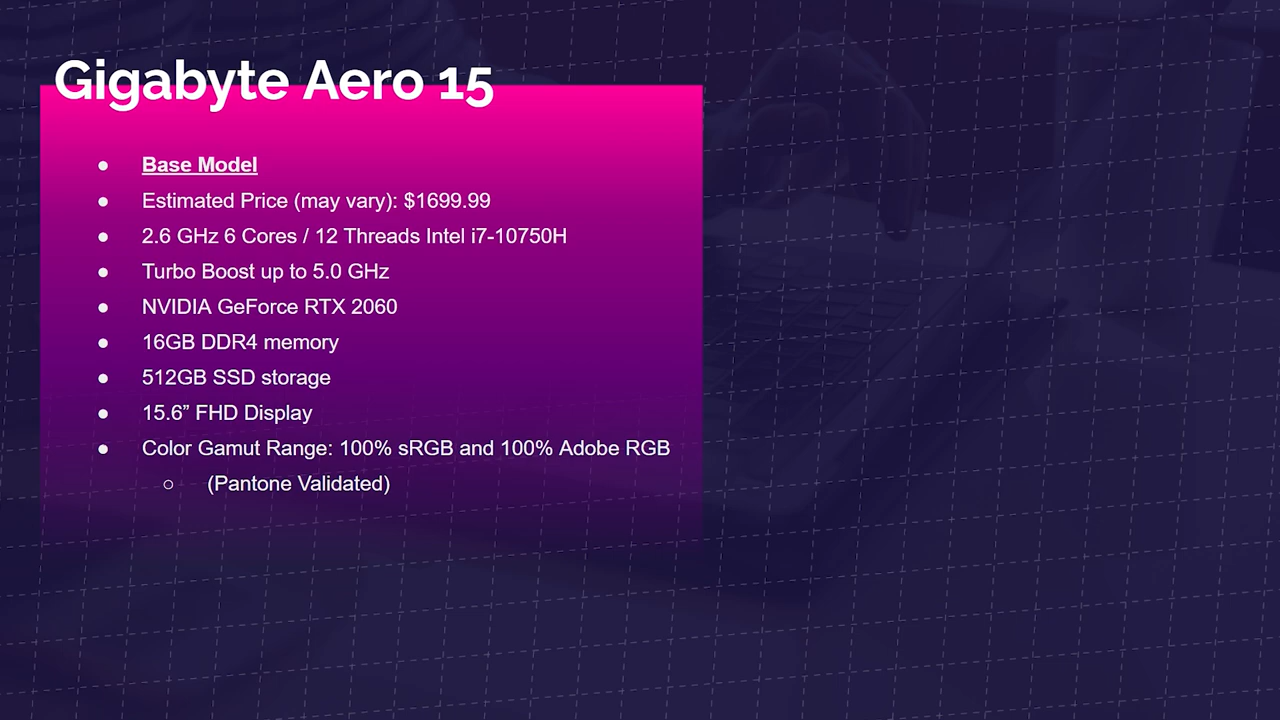 Gigabyte Aero 15
● Base Model
● Estimated Price (may vary): $1699.99
● 2.6 GHz 6 Cores / 12 Threads Intel i7-10750H
● Turbo Boost up to 5.0 GHz
● NVIDIA GeForce RTX 2060
● 16GB DDR4 memory
● 512GB SSD storage
● 15.6” FHD Display
● Color Gamut Range: 100% sRGB and 100% Adobe RGB
○ (Pantone Validated)